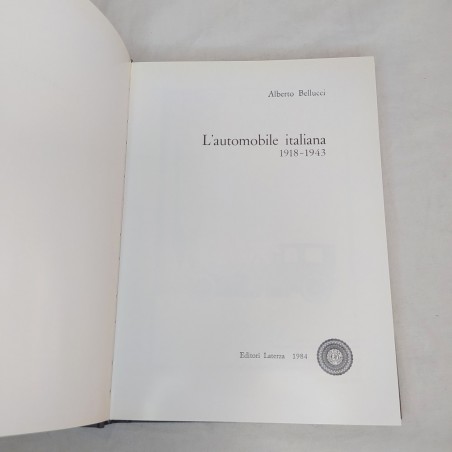 Alberto Bellucci
L'automobile italiana
1918-1943
Editori Laterza 1984